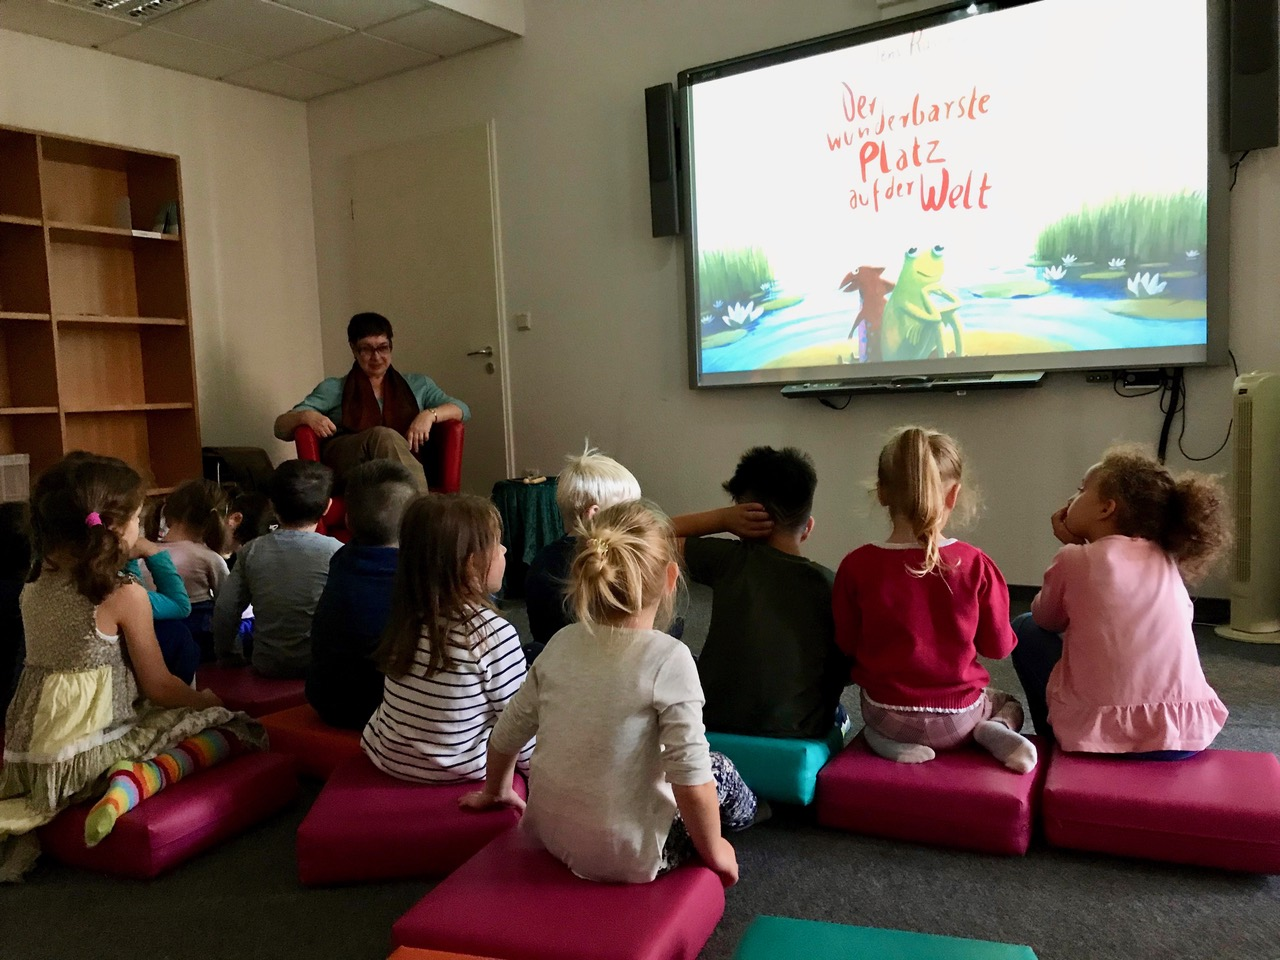 Der
wunderbarste
Platz
auf der Welt